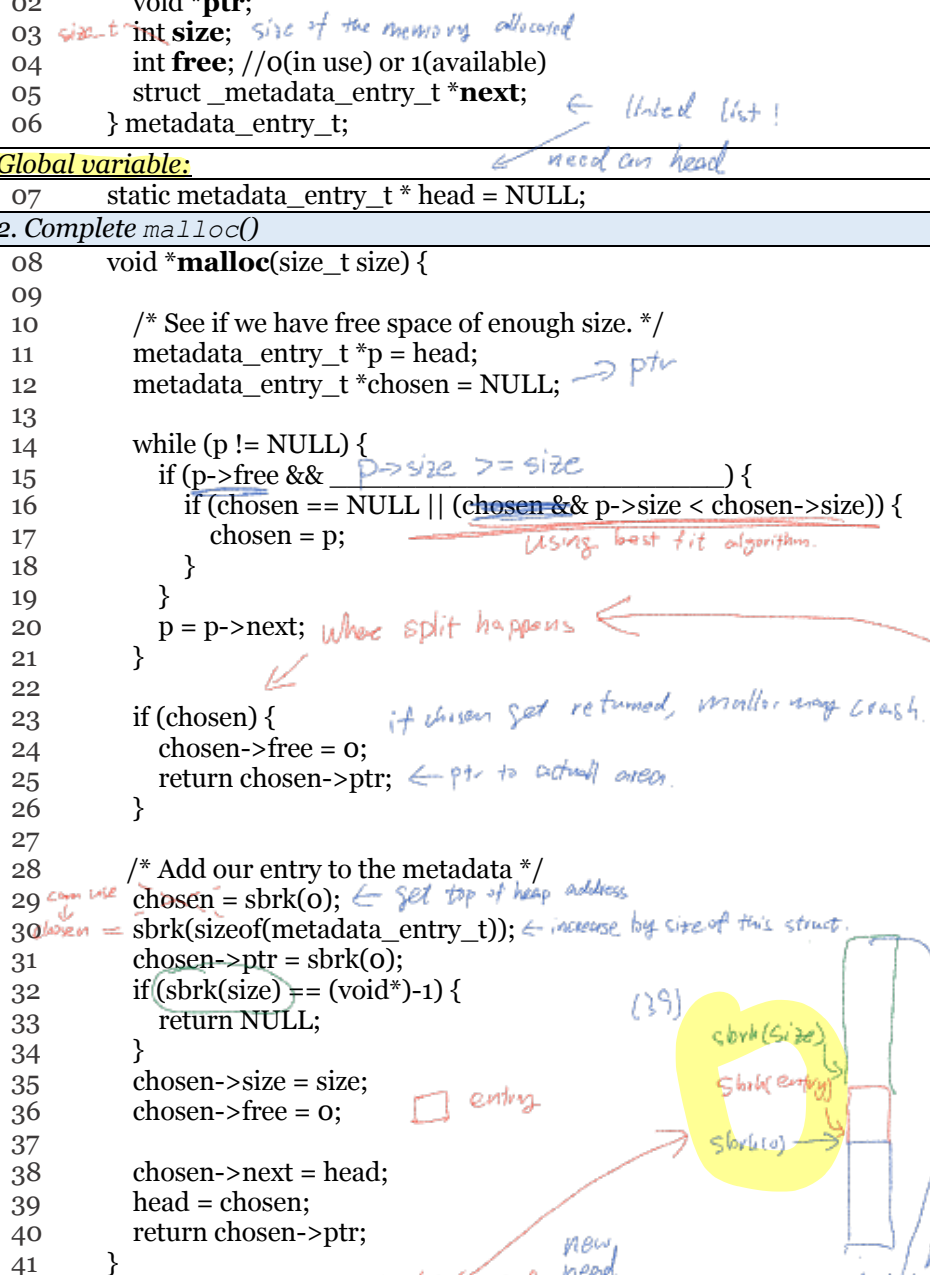 02 void *ptr;
03 size_t int size; size of the memory allocated
04 int free; //0(in use) or 1(available)
05 struct _metadata_entry_t *next;
06 } metadata_entry_t;
← linked list!
need an head
Global variable:
07 static metadata_entry_t * head = NULL;
2. Complete malloc()
08 void *malloc(size_t size) {
09
10 /* See if we have free space of enough size. */
11 metadata_entry_t *p = head;
12 metadata_entry_t *chosen = NULL; → ptr
13
14 while (p != NULL) {
15 if (p->free && p->size >= size ) {
16 if (chosen == NULL || (chosen && p->size < chosen->size)) {
17 chosen = p; using best fit algorithm.
18 }
19 }
20 p = p->next; where split happens
21 }
22
23 if (chosen) { if chosen get returned, malloc may crash.
24 chosen->free = 0;
25 return chosen->ptr; ← ptr to actuall area.
26 }
27
28 /* Add our entry to the metadata */
29 can use chosen = sbrk(0); ← get top of heap address
30 chosen = sbrk(sizeof(metadata_entry_t)); ← increase by size of this struct.
31 chosen->ptr = sbrk(0);
32 if (sbrk(size) == (void*)-1) {
33 return NULL;
34 }
35 chosen->size = size;
36 chosen->free = 0;
entry
(39)
sbrk(size)
sbrk(entry)
sbrk(0)
37
38 chosen->next = head;
39 head = chosen;
40 return chosen->ptr;
41 }
new
head